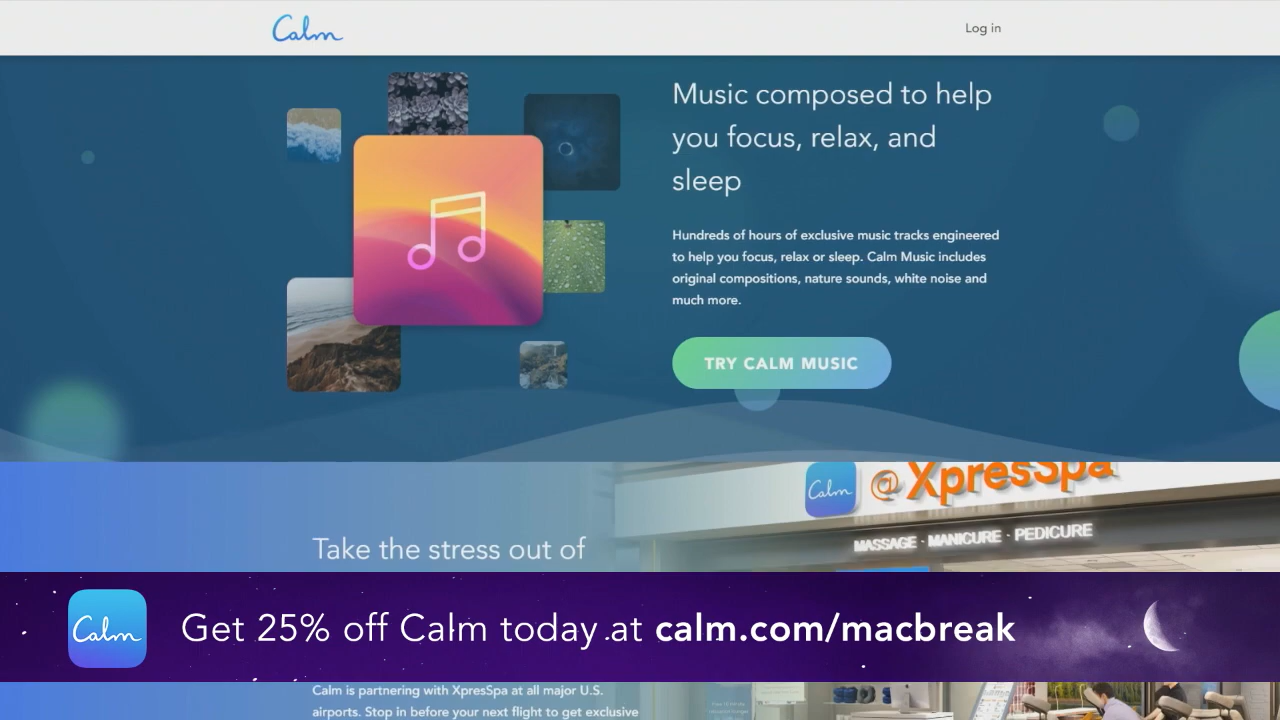 Calm
Log in
Music composed to help
you focus, relax, and
sleep
Hundreds of hours of exclusive music tracks engineered
to help you focus, relax or sleep. Calm Music includes
original compositions, nature sounds, white noise and
much more.
TRY CALM MUSIC
Calm @ XpresSpa
MASSAGE · MANICURE · PEDICURE
Take the stress out of
Calm
Get 25% off Calm today at calm.com/macbreak
Calm is partnering with XpresSpa at all major U.S.
airports. Stop in before your next flight to get exclusive